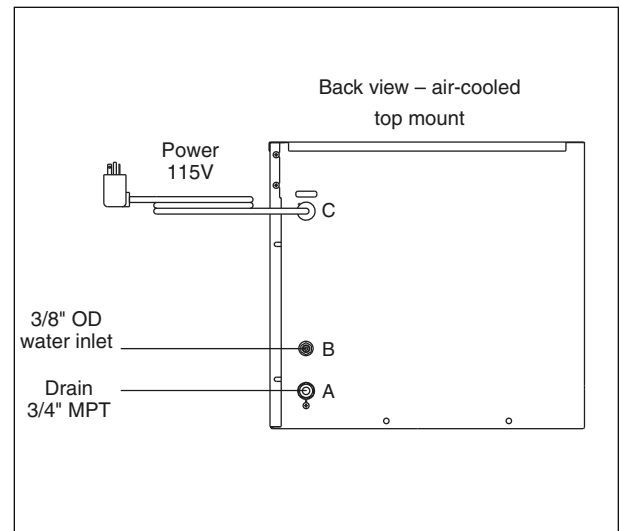 Back view – air-cooled
top mount
Power
115V
C
3/8" OD
water inlet
B
Drain
3/4" MPT
A